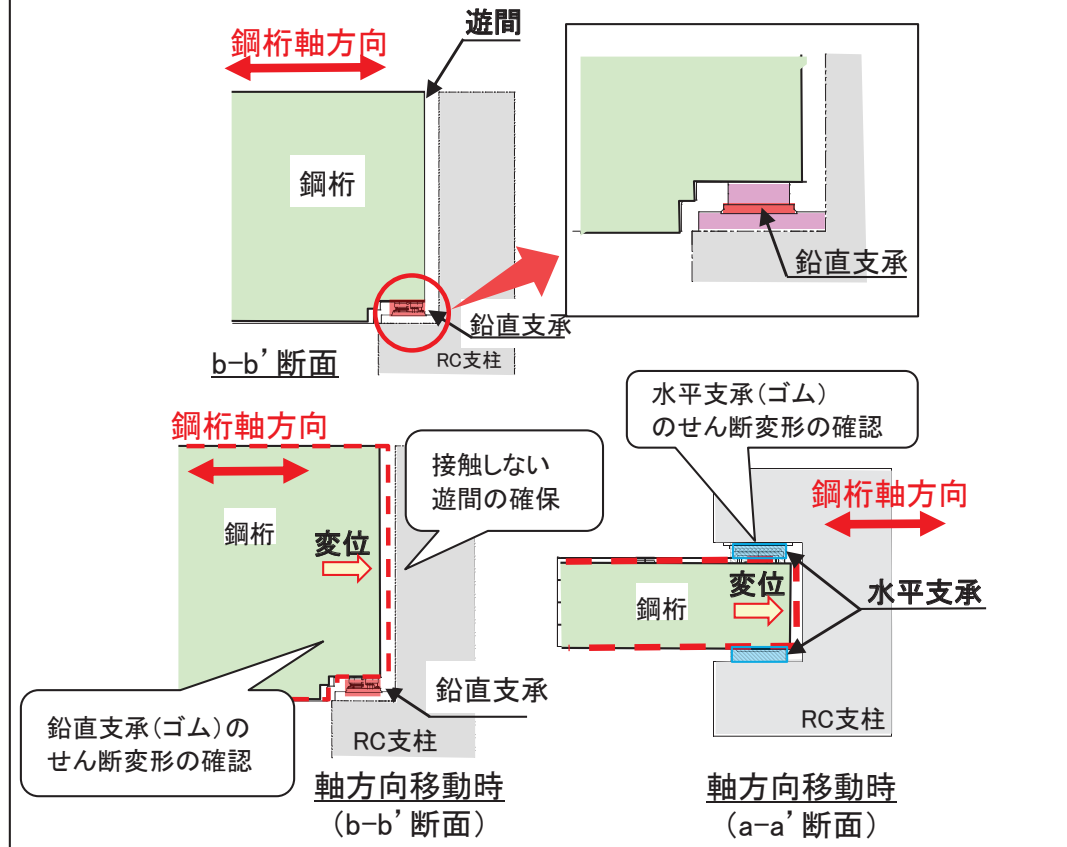 遊間
鋼桁軸方向
鋼桁
鉛直支承
RC支柱
b-b’断面
鉛直支承
鋼桁軸方向
接触しない
遊間の確保
鋼桁
変位
鉛直支承
鉛直支承(ゴム)の
せん断変形の確認
RC支柱
軸方向移動時
(b-b’断面)
水平支承(ゴム)
のせん断変形の確認
鋼桁軸方向
変位
鋼桁
水平支承
RC支柱
軸方向移動時
(a-a’断面)